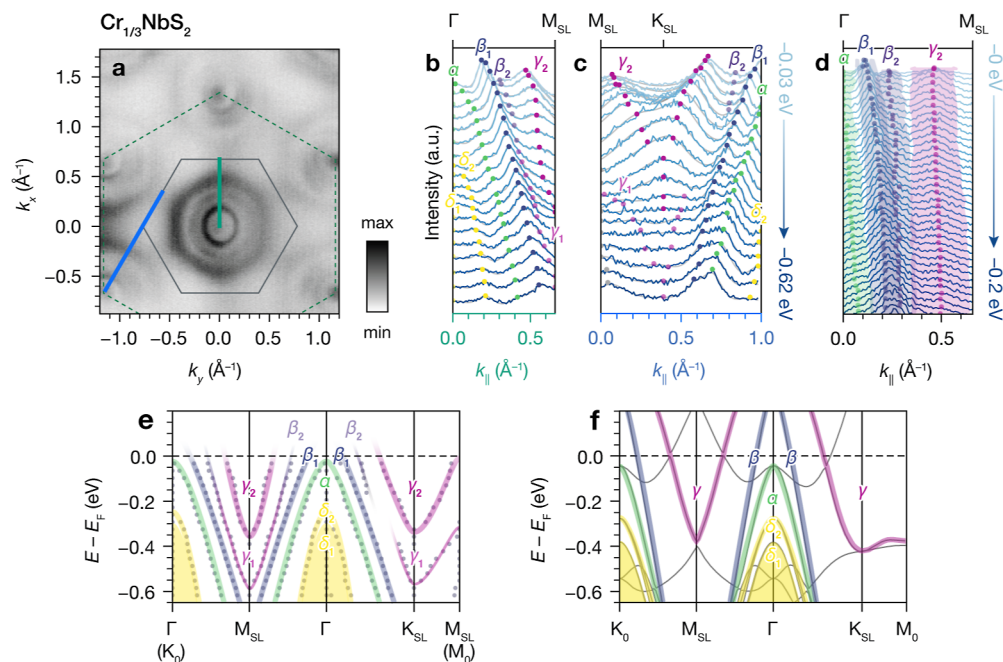 Cr1/3NbS2
a
kx (Å⁻¹)
1.5
1.0
0.5
0.0
−0.5
−1.0 −0.5 0.0 0.5 1.0
ky (Å⁻¹)
max
min
Γ MSL
b
β1
β2
γ2
α
δ2
δ1
γ1
Intensity (a.u.)
0.0 0.5
k|| (Å⁻¹)
MSL KSL
c
γ2
β2
β1
α
γ1
δ2
0.0 0.5 1.0
k|| (Å⁻¹)
−0.03 eV
−0.62 eV
Γ MSL
d
β1
β2
γ2
α
0.0 0.5
k|| (Å⁻¹)
−0 eV
−0.2 eV
e
β2 β2
β1 β1
α
γ2 γ2
δ2
δ1
γ1 γ1
E − EF (eV)
0.0
−0.2
−0.4
−0.6
Γ MSL Γ KSL MSL
(K0) (M0)
f
β β
γ γ
α
δ2
δ1
E − EF (eV)
0.0
−0.2
−0.4
−0.6
K0 MSL Γ KSL M0